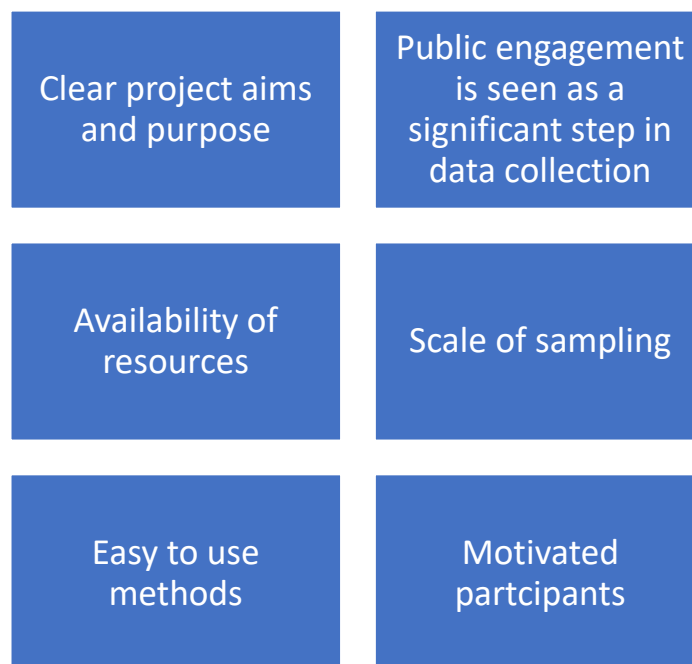 Clear project aims
and purpose
Public engagement
is seen as a
significant step in
data collection
Availability of
resources
Scale of sampling
Easy to use
methods
Motivated
partcipants